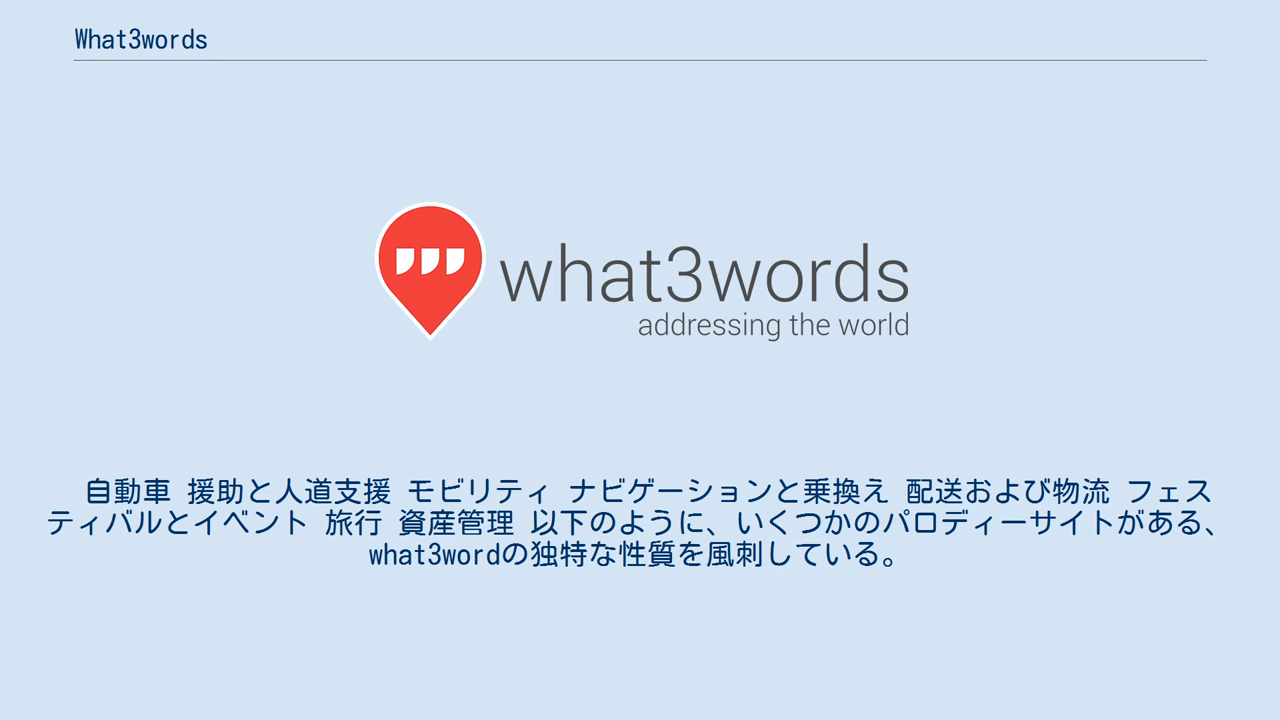 What3words
what3words
addressing the world
自動車 援助と人道支援 モビリティ ナビゲーションと乗換え 配送および物流 フェス
ティバルとイベント 旅行 資産管理 以下のように、いくつかのパロディーサイトがある、
what3wordの独特な性質を風刺している。